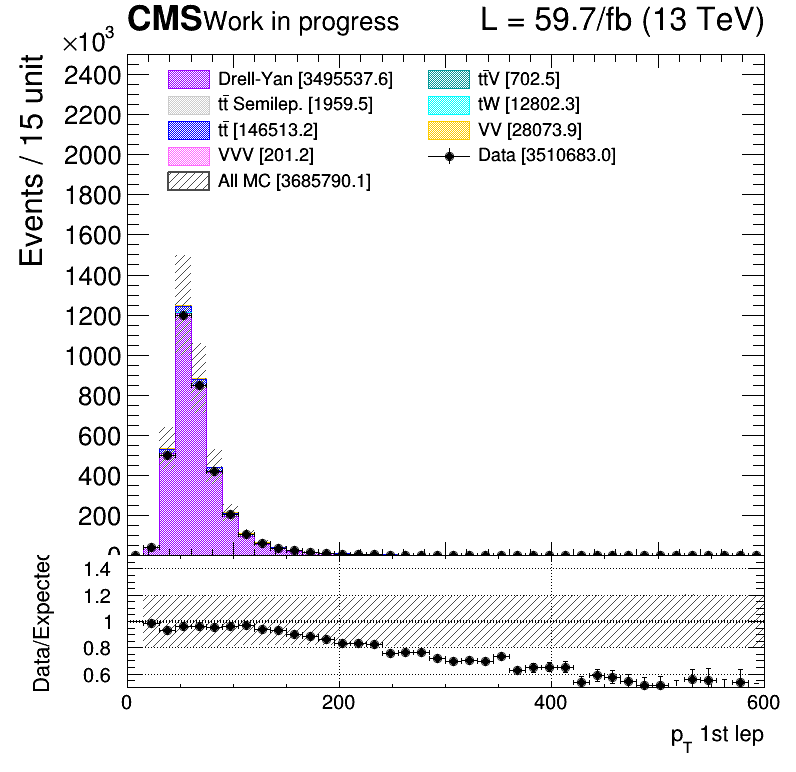 CMS Work in progress L = 59.7/fb (13 TeV)
×10³
Events / 15 unit
2400
2200
2000
1800
1600
1400
1200
1000
800
600
400
200
0
Drell-Yan [3495537.6]
tt̄ Semilep. [1959.5]
tt̄ [146513.2]
VVV [201.2]
All MC [3685790.1]
tt̄V [702.5]
tW [12802.3]
VV [28073.9]
Data [3510683.0]
Data/Expected
1.4
1.2
1
0.8
0.6
0 200 400 600
p_T 1st lep